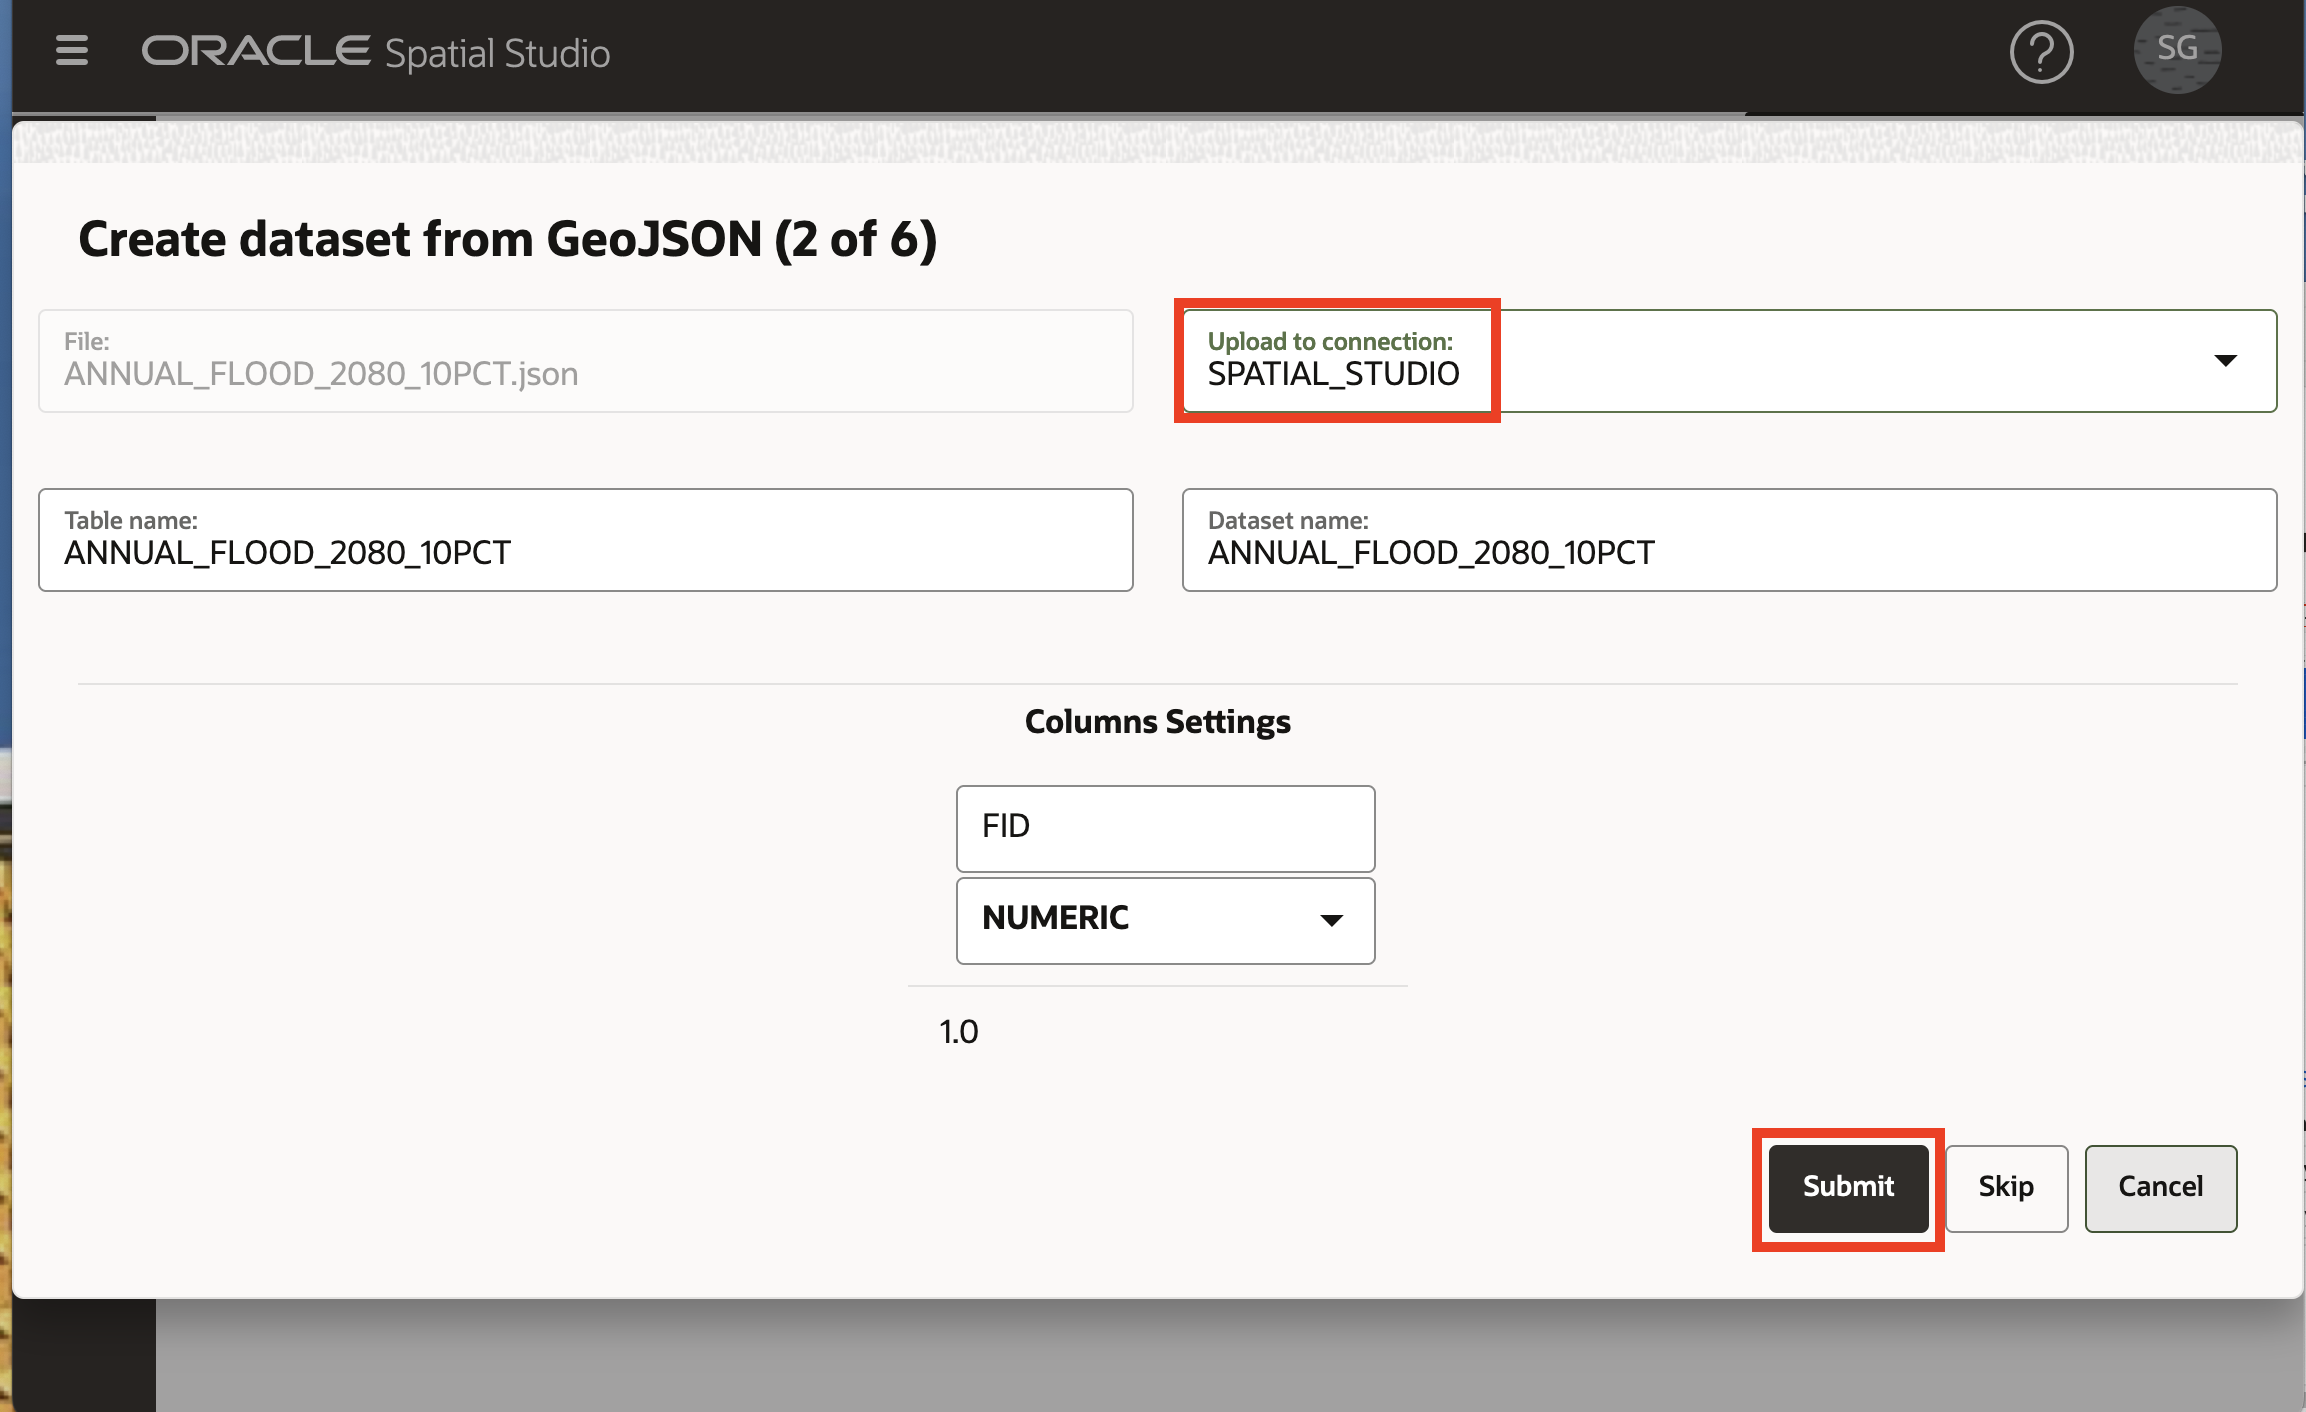 ORACLE Spatial Studio
SG
Create dataset from GeoJSON (2 of 6)
File:
ANNUAL_FLOOD_2080_10PCT.json
Upload to connection:
SPATIAL_STUDIO
Table name:
ANNUAL_FLOOD_2080_10PCT
Dataset name:
ANNUAL_FLOOD_2080_10PCT
Columns Settings
FID
NUMERIC
1.0
Submit
Skip
Cancel